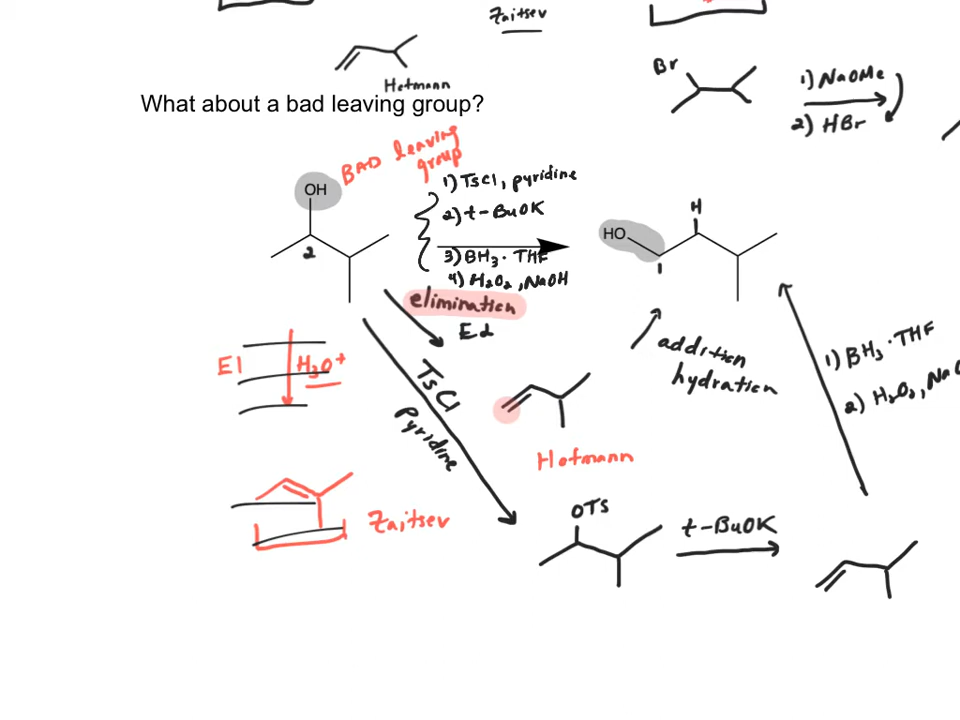 Zaitsev
Hofmann
Br
1) NaOMe
2) HBr
What about a bad leaving group?
BAD leaving
group
OH
2
1) TsCl, pyridine
2) t-BuOK
3) BH3 · THF
4) H2O2, NaOH
HO
H
1
elimination
E2
E1
H3O+
addition
hydration
1) BH3 · THF
2) H2O2, NaO
TsCl
Pyridine
Hofmann
Zaitsev
OTs
t-BuOK